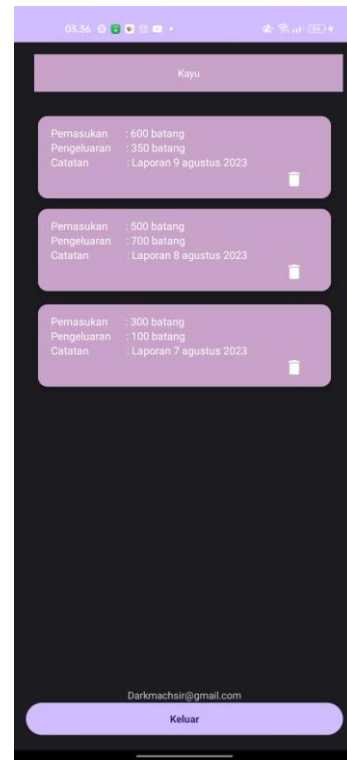 03.36
Kayu
Pemasukan : 600 batang
Pengeluaran : 350 batang
Catatan : Laporan 9 agustus 2023
Pemasukan : 500 batang
Pengeluaran : 700 batang
Catatan : Laporan 8 agustus 2023
Pemasukan : 300 batang
Pengeluaran : 100 batang
Catatan : Laporan 7 agustus 2023
Darkmachsir@gmail.com
Keluar